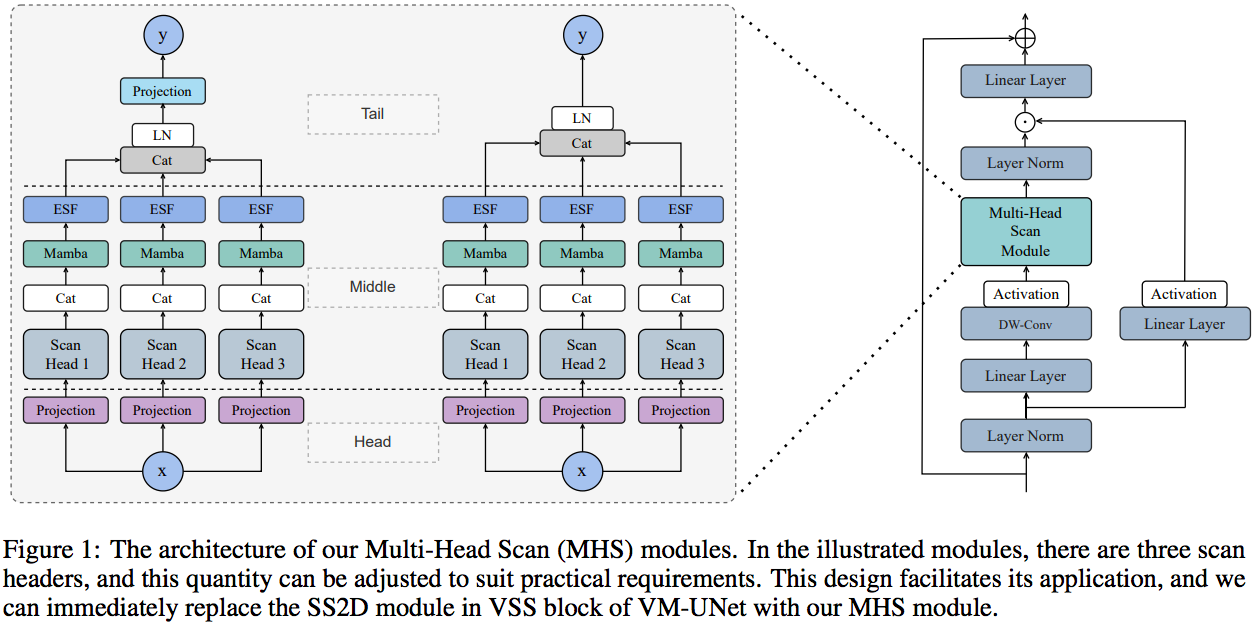 y
y
Projection
Tail
LN
LN
Cat
Cat
ESF
ESF
ESF
ESF
ESF
ESF
Mamba
Mamba
Mamba
Mamba
Mamba
Mamba
Middle
Cat
Cat
Cat
Cat
Cat
Cat
Scan
Head 1
Scan
Head 2
Scan
Head 3
Scan
Head 1
Scan
Head 2
Scan
Head 3
Projection
Projection
Projection
Projection
Projection
Projection
Head
x
x
Linear Layer
Layer Norm
Multi-Head
Scan
Module
Activation
Activation
DW-Conv
Linear Layer
Linear Layer
Layer Norm
Figure 1: The architecture of our Multi-Head Scan (MHS) modules. In the illustrated modules, there are three scan
headers, and this quantity can be adjusted to suit practical requirements. This design facilitates its application, and we
can immediately replace the SS2D module in VSS block of VM-UNet with our MHS module.